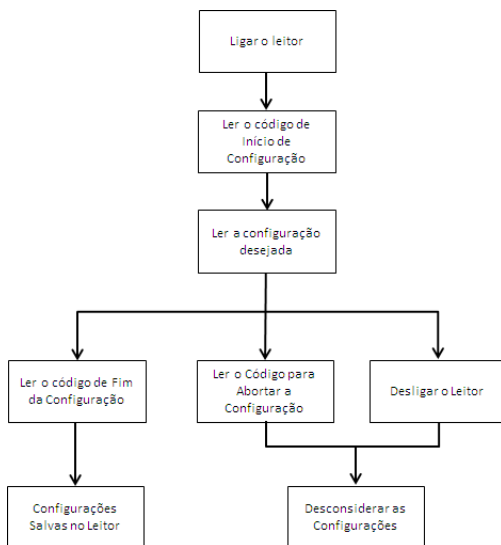 Ligar o leitor
Ler o código de
Início de
Configuração
Ler a configuração
desejada
Ler o código de Fim
da Configuração
Ler o Código para
Abortar a
Configuração
Desligar o Leitor
Configurações
Salvas no Leitor
Desconsiderar as
Configurações